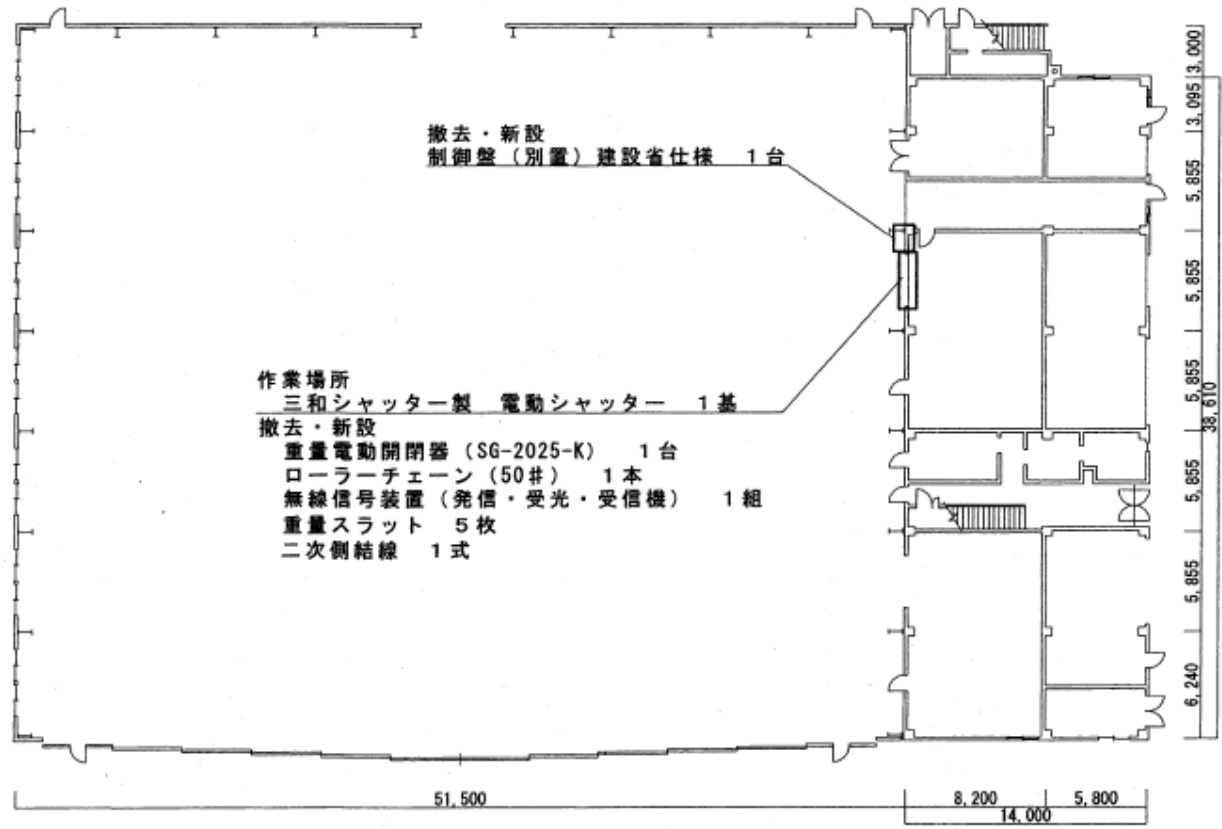 3,000
3,095
撤去・新設
制御盤（別置）建設省仕様　1台
5,855
5,855
作業場所
三和シャッター製　電動シャッター　1基
撤去・新設
重量電動開閉器（SG-2025-K）　1台
ローラーチェーン（50＃）　1本
無線信号装置（発信・受光・受信機）　1組
重量スラット　5枚
二次側結線　1式
5,855
38,610
5,855
5,855
6,240
51,500
8,200
5,800
14,000